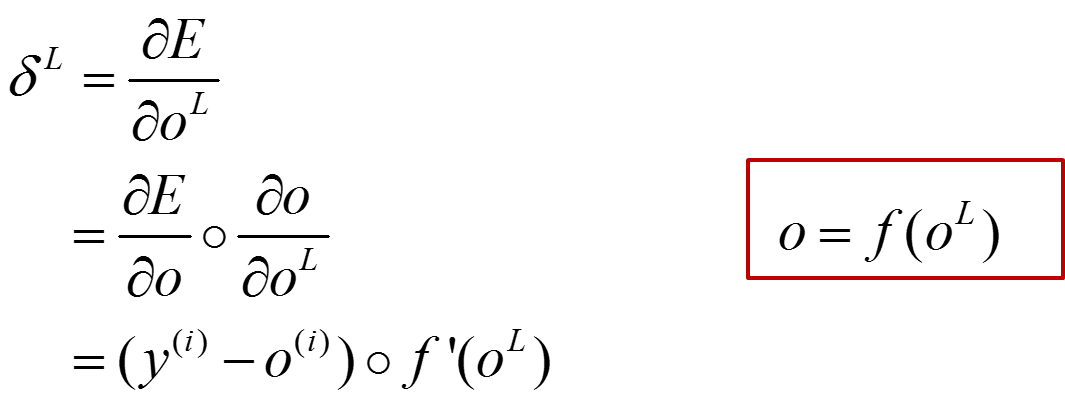 δ^L = ∂E/∂o^L
= ∂E/∂o ∘ ∂o/∂o^L
o = f(o^L)
= (y^(i) − o^(i)) ∘ f'(o^L)